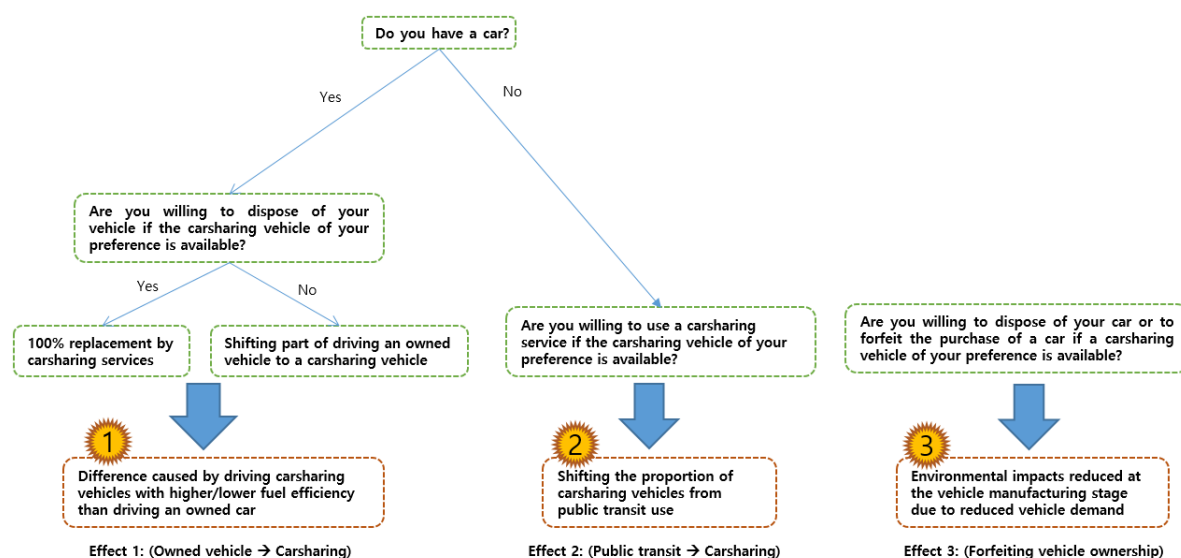 Do you have a car?
Yes
No
Are you willing to dispose of your
vehicle if the carsharing vehicle of your
preference is available?
Yes
No
100% replacement by
carsharing services
Shifting part of driving an owned
vehicle to a carsharing vehicle
Are you willing to use a carsharing
service if the carsharing vehicle of your
preference is available?
Are you willing to dispose of your car or to
forfeit the purchase of a car if a carsharing
vehicle of your preference is available?
1
Difference caused by driving carsharing
vehicles with higher/lower fuel efficiency
than driving an owned car
2
Shifting the proportion of
carsharing vehicles from
public transit use
3
Environmental impacts reduced at
the vehicle manufacturing stage
due to reduced vehicle demand
Effect 1: (Owned vehicle → Carsharing)
Effect 2: (Public transit → Carsharing)
Effect 3: (Forfeiting vehicle ownership)